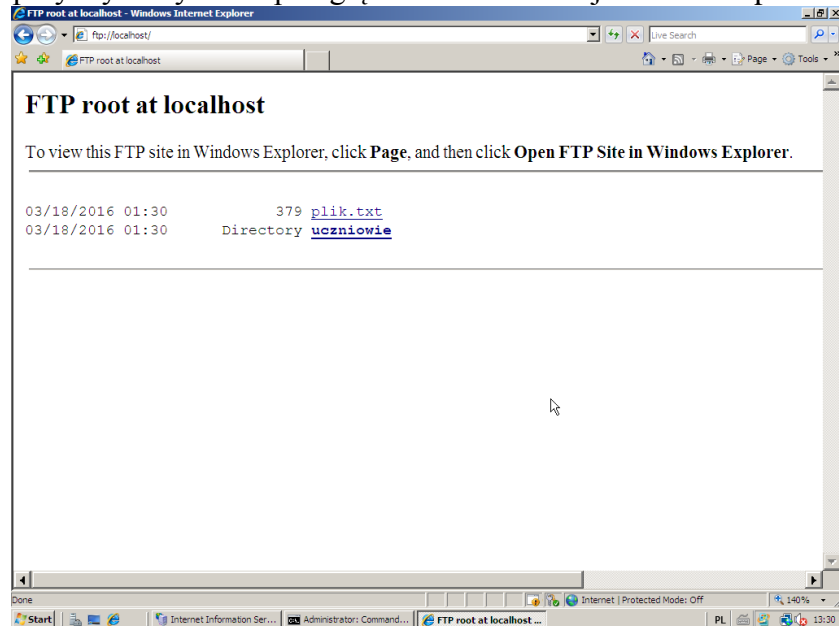 FTP root at localhost - Windows Internet Explorer
ftp://localhost/
Live Search
FTP root at localhost
Page
Tools
FTP root at localhost
To view this FTP site in Windows Explorer, click Page, and then click Open FTP Site in Windows Explorer.
03/18/2016 01:30 379 plik.txt
03/18/2016 01:30 Directory uczniowie
Done
Internet | Protected Mode: Off
140%
Start
Internet Information Ser...
Administrator: Command...
FTP root at localhost ...
PL
13:30